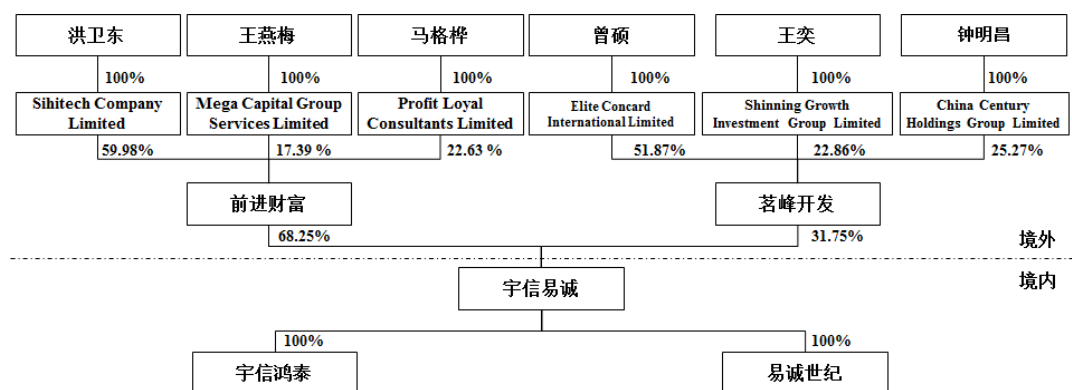 洪卫东
王燕梅
马格桦
曾硕
王奕
钟明昌
100%
100%
100%
100%
100%
100%
Sihitech Company
Limited
Mega Capital Group
Services Limited
Profit Loyal
Consultants Limited
Elite Concard
International Limited
Shinning Growth
Investment Group Limited
China Century
Holdings Group Limited
59.98%
17.39 %
22.63 %
51.87%
22.86%
25.27%
前进财富
茗峰开发
68.25%
31.75%
境外
境内
宇信易诚
100%
100%
宇信鸿泰
易诚世纪